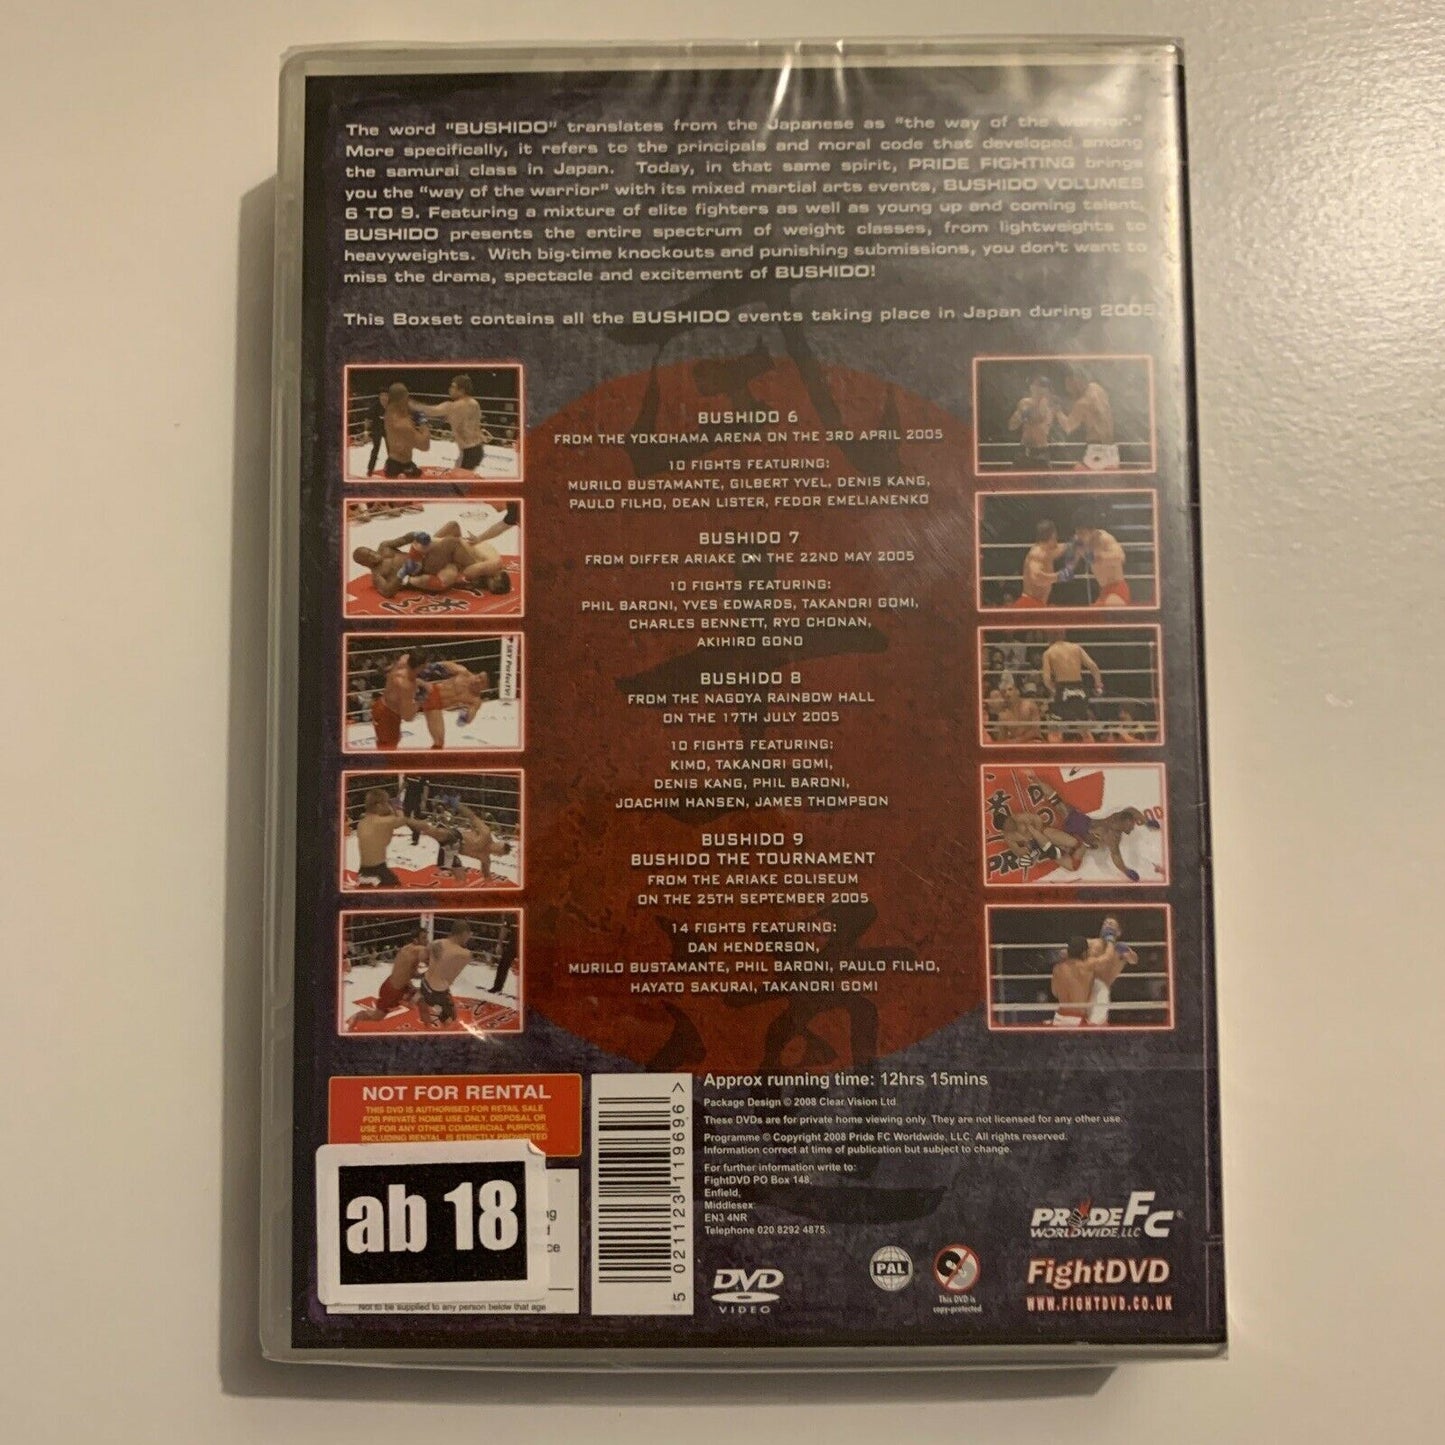 The word "BUSHIDO" translates from the Japanese as "the way of the warrior."
More specifically, it refers to the principals and moral code that developed among
the samurai class in Japan. Today, in that same spirit, PRIDE FIGHTING brings
you the "way of the warrior" with its mixed martial arts events, BUSHIDO VOLUMES
6 TO 9. Featuring a mixture of elite fighters as well as young up and coming talent,
BUSHIDO presents the entire spectrum of weight classes, from lightweights to
heavyweights. With big-time knockouts and punishing submissions, you don't want to
miss the drama, spectacle and excitement of BUSHIDO!
This Boxset contains all the BUSHIDO events taking place in Japan during 2005
BUSHIDO 6
FROM THE YOKOHAMA ARENA ON THE 3RD APRIL 2005
10 FIGHTS FEATURING:
MURILO BUSTAMANTE, GILBERT YVEL, DENIS KANG,
PAULO FILHO, DEAN LISTER, FEDOR EMELIANENKO
BUSHIDO 7
FROM DIFFER ARIAKE ON THE 22ND MAY 2005
10 FIGHTS FEATURING:
PHIL BARONI, YVES EDWARDS, TAKANORI GOMI,
CHARLES BENNETT, RYO CHONAN,
AKIHIRO GONO
BUSHIDO 8
FROM THE NAGOYA RAINBOW HALL
ON THE 17TH JULY 2005
10 FIGHTS FEATURING:
KIMO, TAKANORI GOMI,
DENIS KANG, PHIL BARONI,
JOACHIM HANSEN, JAMES THOMPSON
BUSHIDO 9
BUSHIDO THE TOURNAMENT
FROM THE ARIAKE COLISEUM
ON THE 25TH SEPTEMBER 2005
14 FIGHTS FEATURING:
DAN HENDERSON,
MURILO BUSTAMANTE, PHIL BARONI, PAULO FILHO,
HAYATO SAKURAI, TAKANORI GOMI
NOT FOR RENTAL
THIS DVD IS AUTHORISED FOR RETAIL SALE
FOR PRIVATE HOME USE ONLY. DISPOSAL OR
USE FOR ANY OTHER COMMERCIAL PURPOSE,
INCLUDING RENTAL, IS STRICTLY PROHIBITED
ab 18
Not to be supplied to any person below that age
5 021123 119696 >
Approx running time: 12hrs 15mins
Package Design © 2008 Clear Vision Ltd.
These DVDs are for private home viewing only. They are not licensed for any other use.
Programme © Copyright 2008 Pride FC Worldwide, LLC. All rights reserved.
Information correct at time of publication but subject to change.
For further information write to:
FightDVD PO Box 148,
Enfield,
Middlesex.
EN3 4NR
Telephone 020 8292 4875.
DVD
VIDEO
PAL
This DVD is
copy-protected
PRIDE FC
WORLDWIDE, LLC
FightDVD
WWW.FIGHTDVD.CO.UK